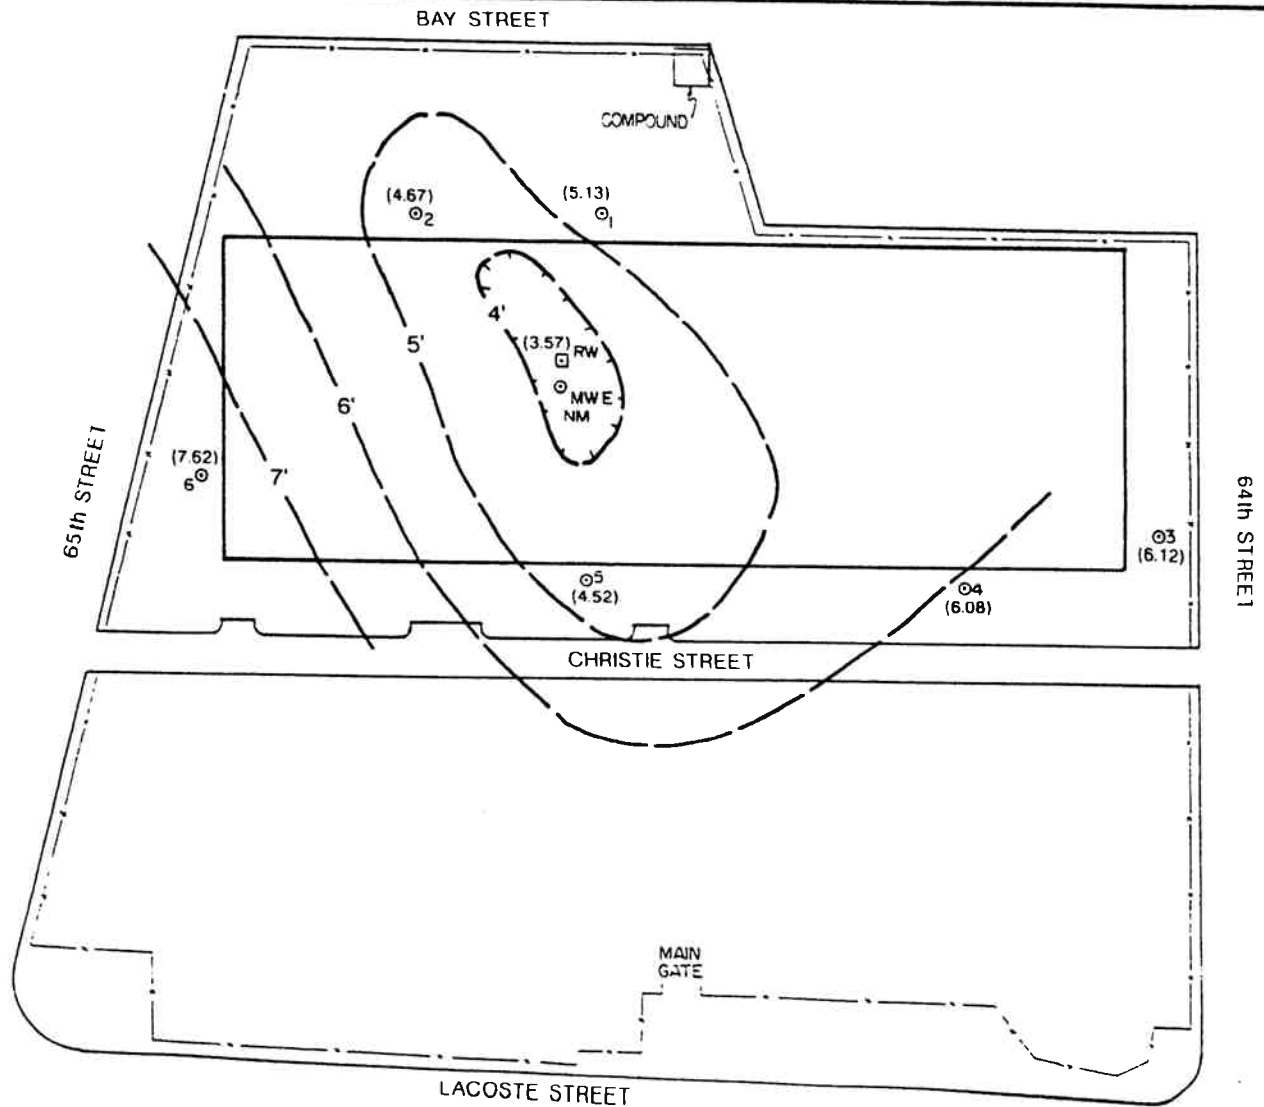 BAY STREET
COMPOUND
(4.67)
2
(5.13)
1
4'
(3.57)
RW
MWE
NM
5'
6'
7'
(7.62)
6
65th STREET
64th STREET
3
(6.12)
5
(4.52)
4
(6.08)
CHRISTIE STREET
MAIN
GATE
LACOSTE STREET